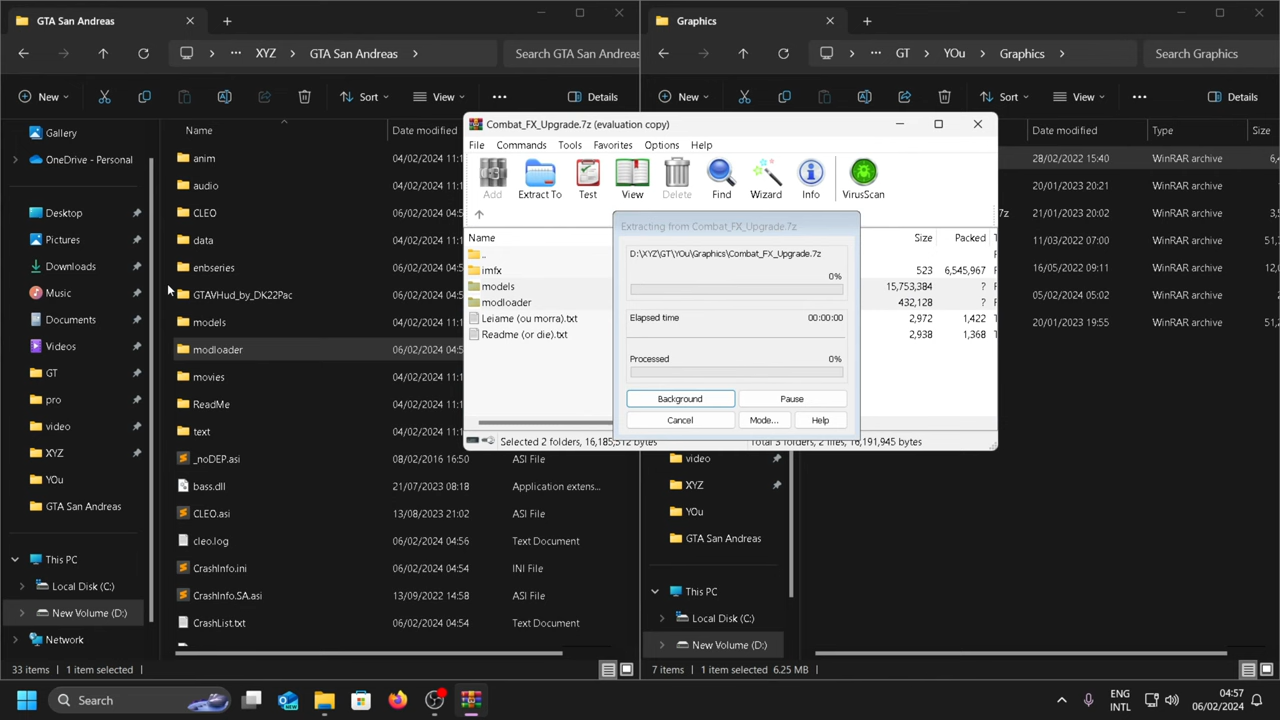 GTA San Andreas
XYZ
GTA San Andreas
Search GTA San Andreas
New
Sort
View
Details
Gallery
OneDrive - Personal
Desktop
Pictures
Downloads
Music
Documents
Videos
GT
pro
video
XYZ
YOu
GTA San Andreas
This PC
Local Disk (C:)
New Volume (D:)
Network
Name
Date modified
anim
04/02/2024 11:1
audio
04/02/2024 11:1
CLEO
06/02/2024 04:5
data
04/02/2024 11:1
enbseries
04/02/2024 11:1
GTAVHud_by_DK22Pac
06/02/2024 04:5
models
04/02/2024 11:1
modloader
06/02/2024 04:5
movies
04/02/2024 11:1
ReadMe
04/02/2024 11:1
text
04/02/2024 11:1
_noDEP.asi
08/02/2016 16:50
ASI File
bass.dll
21/07/2023 08:18
Application extens...
CLEO.asi
13/08/2023 21:02
ASI File
cleo.log
06/02/2024 04:56
Text Document
CrashInfo.ini
06/02/2024 04:54
INI File
CrashInfo.SA.asi
13/09/2022 14:58
ASI File
CrashList.txt
06/02/2024 04:54
Text Document
33 items
1 item selected
Graphics
GT
YOu
Graphics
Search Graphics
New
Sort
View
Details
Date modified
Type
Size
28/02/2022 15:40
WinRAR archive
6,4
20/01/2023 20:21
WinRAR archive
7z
21/01/2023 20:02
WinRAR archive
4,5
11/03/2022 07:00
WinRAR archive
16/05/2022 09:11
WinRAR archive
05/02/2024 05:02
WinRAR archive
20/01/2023 19:55
WinRAR archive
video
XYZ
YOu
GTA San Andreas
This PC
Local Disk (C:)
New Volume (D:)
7 items
1 item selected 6.25 MB
Combat_FX_Upgrade.7z (evaluation copy)
File
Commands
Tools
Favorites
Options
Help
Add
Extract To
Test
View
Delete
Find
Wizard
Info
VirusScan
Name
Size
Packed
T
..
F
imfx
523
6,545,967
F
models
15,753,384
?
F
modloader
432,128
?
F
Leiame (ou morra).txt
2,972
1,422
T
Readme (or die).txt
2,938
1,368
T
Selected 2 folders, 16,185,512 bytes
Total 3 folders, 2 files, 16,191,945 bytes
Extracting from Combat_FX_Upgrade.7z
D:\XYZ\GT\YOu\Graphics\Combat_FX_Upgrade.7z
0%
Elapsed time
00:00:00
Processed
0%
Background
Pause
Cancel
Mode...
Help
Search
ENG
INTL
04:57
06/02/2024